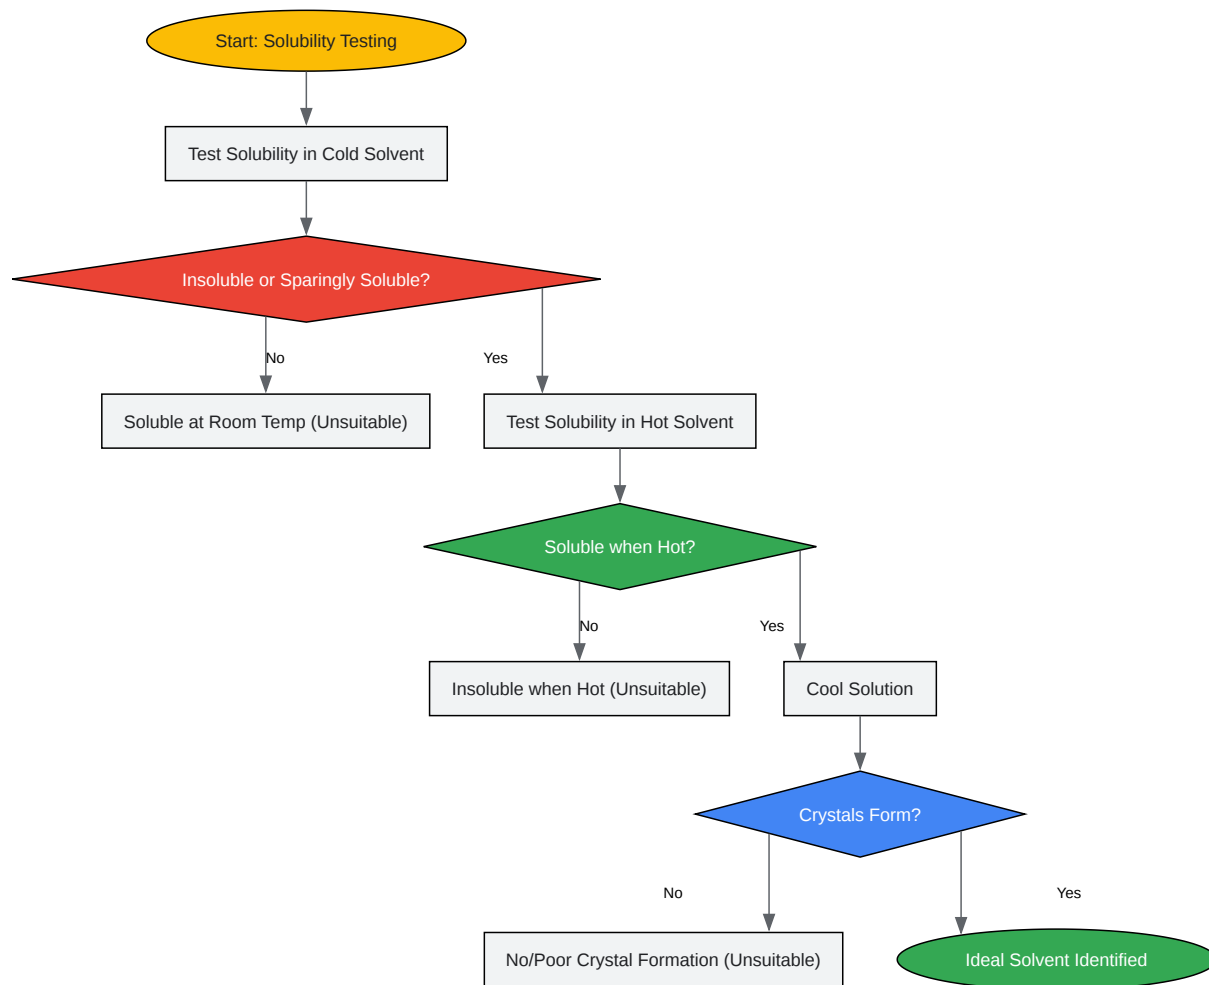 Start: Solubility Testing
Test Solubility in Cold Solvent
Insoluble or Sparingly Soluble?
No
Yes
Soluble at Room Temp (Unsuitable)
Test Solubility in Hot Solvent
Soluble when Hot?
No
Yes
Insoluble when Hot (Unsuitable)
Cool Solution
Crystals Form?
No
Yes
No/Poor Crystal Formation (Unsuitable)
Ideal Solvent Identified